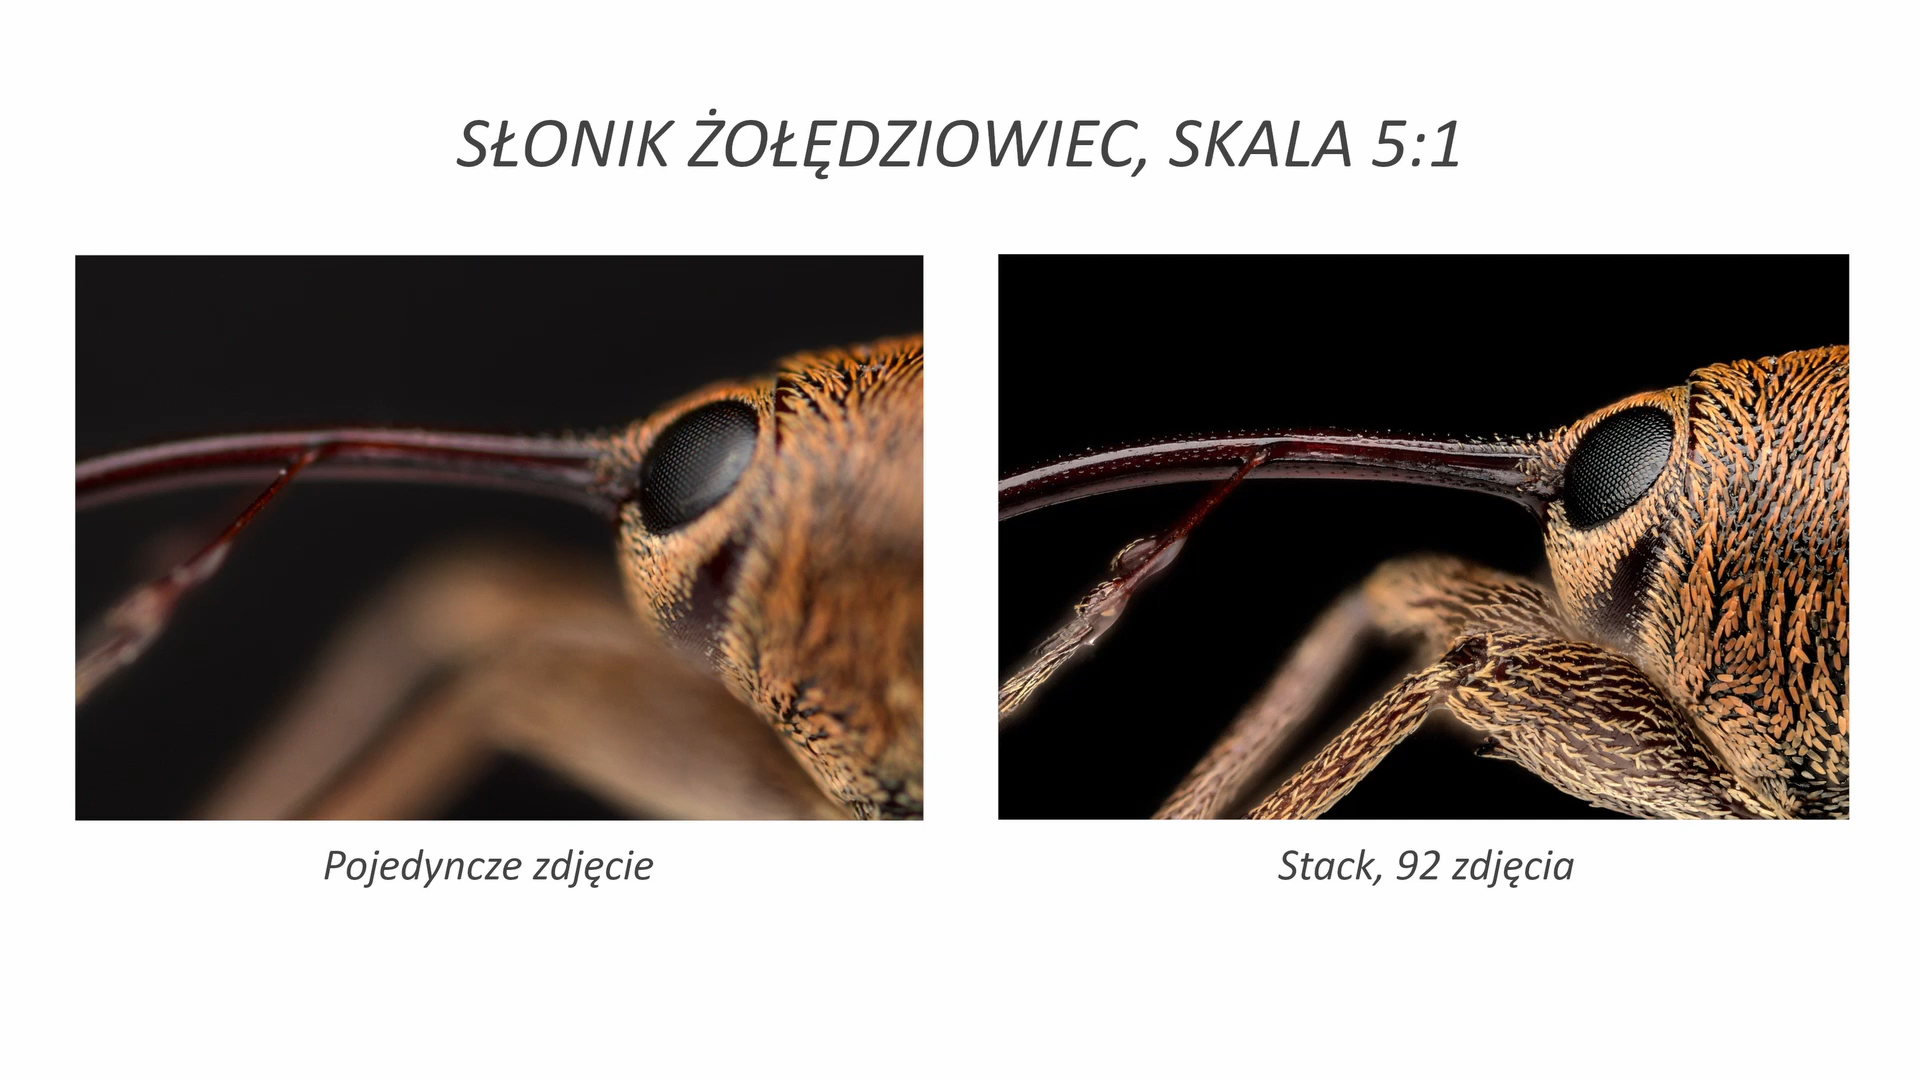 SŁONIK ŻOŁĘDZIOWIEC, SKALA 5:1
Pojedyncze zdjęcie
Stack, 92 zdjęcia